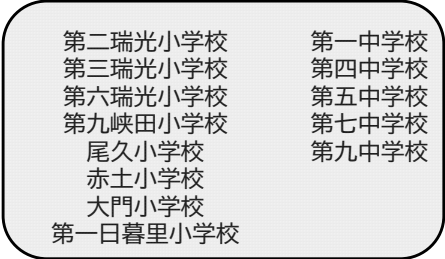 第二瑞光小学校
第三瑞光小学校
第六瑞光小学校
第九峡田小学校
尾久小学校
赤土小学校
大門小学校
第一日暮里小学校
第一中学校
第四中学校
第五中学校
第七中学校
第九中学校